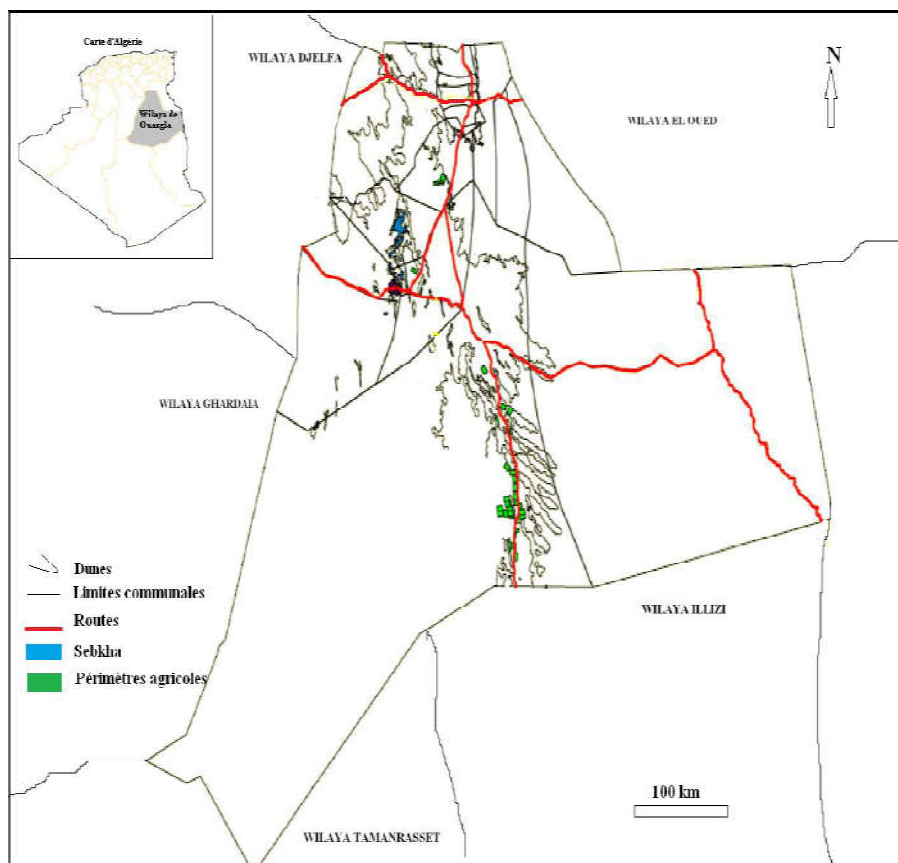 Carte d'Algérie
WILAYA DJELFA
N
Wilaya de
Ouargla
WILAYA EL OUED
WILAYA GHARDAIA
Dunes
Limites communales
Routes
WILAYA ILLIZI
Sebkha
Périmètres agricoles
100 km
WILAYA TAMANRASSET